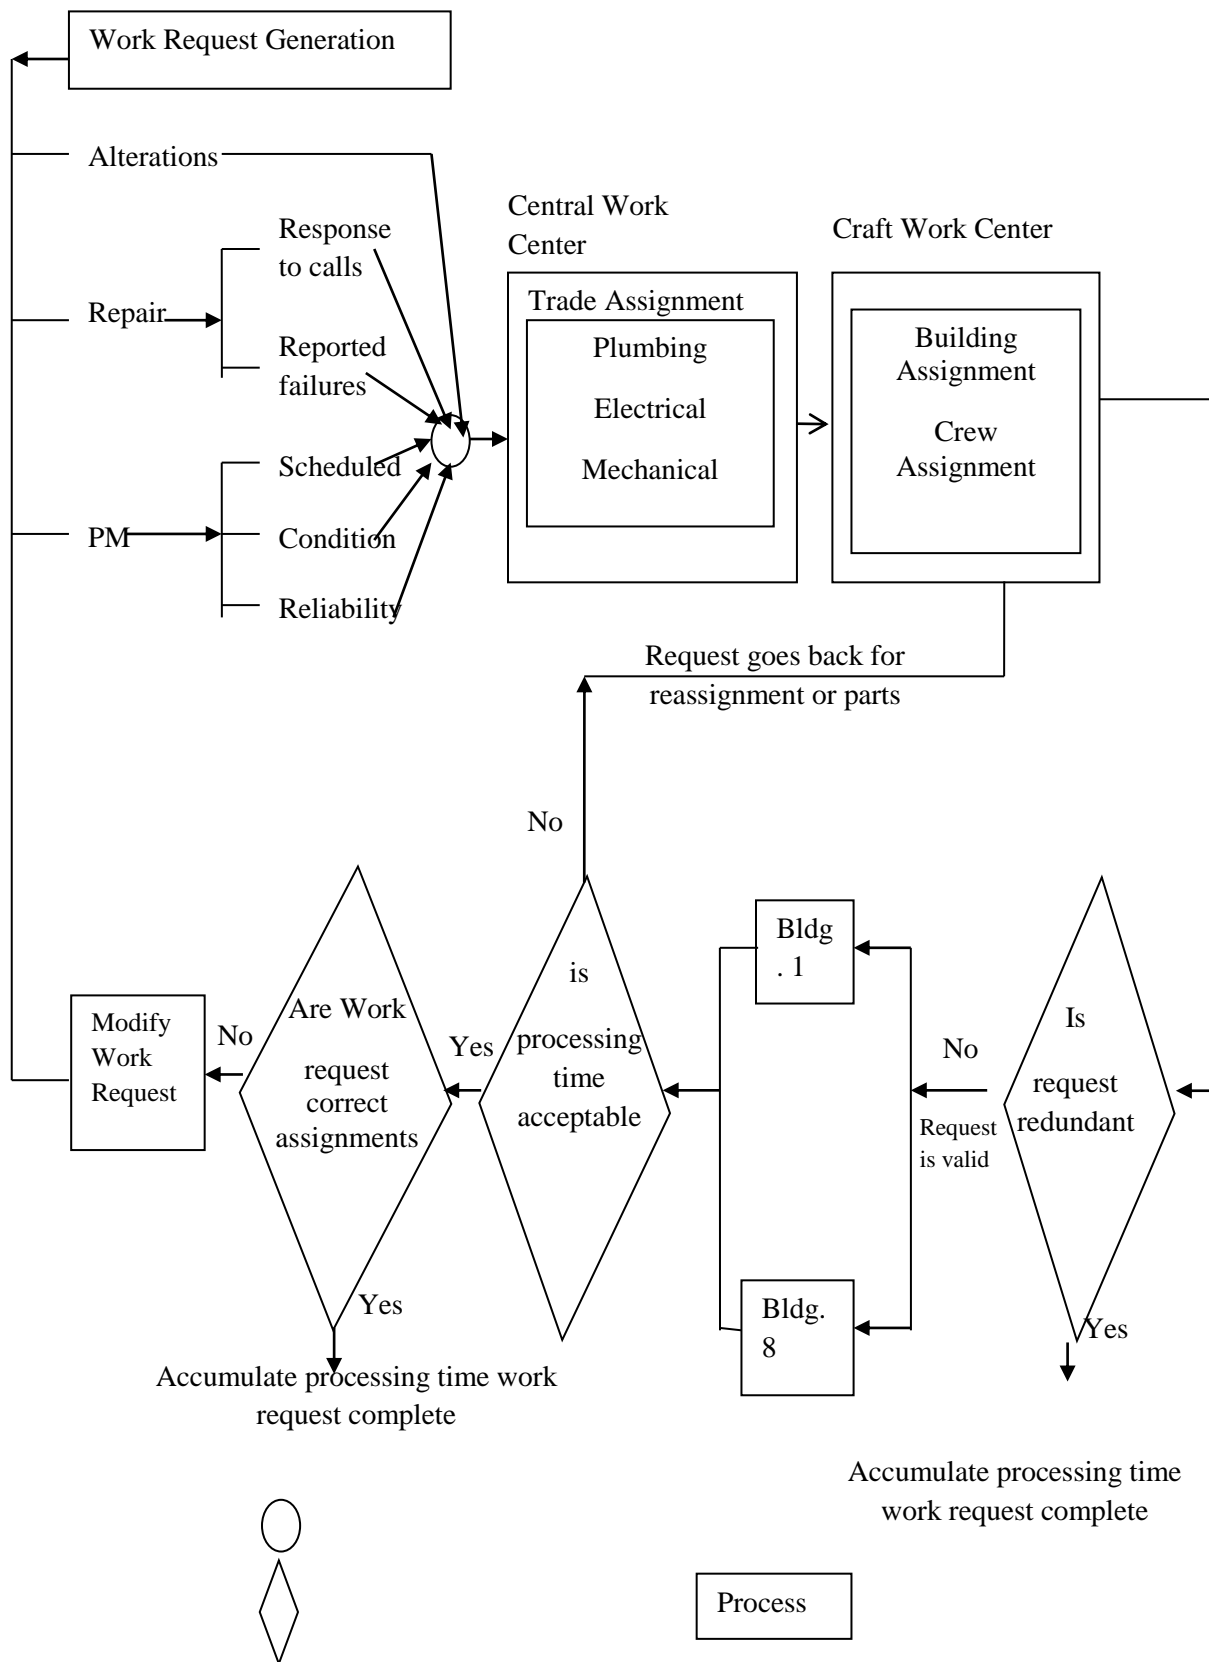 Work Request Generation
Alterations
Response
to calls
Repair
Reported
failures
Scheduled
PM
Condition
Reliability
Central Work
Center
Trade Assignment
Plumbing
Electrical
Mechanical
Craft Work Center
Building
Assignment
Crew
Assignment
Request goes back for
reassignment or parts
No
Is
request
redundant
Yes
No
Request
is valid
Bldg
. 1
Bldg.
8
is
processing
time
acceptable
Yes
Are Work
request
correct
assignments
No
Modify
Work
Request
Yes
Accumulate processing time work
request complete
Accumulate processing time
work request complete
Process